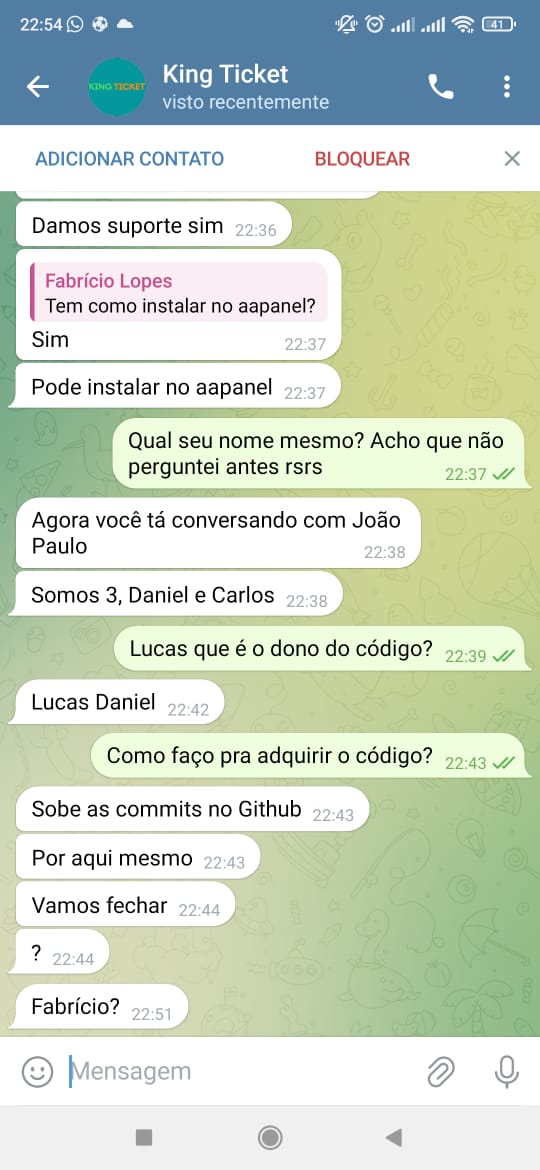 22:54
41
KING TICKET
King Ticket
visto recentemente
ADICIONAR CONTATO
BLOQUEAR
Damos suporte sim 22:36
Fabrício Lopes
Tem como instalar no aapanel?
Sim 22:37
Pode instalar no aapanel 22:37
Qual seu nome mesmo? Acho que não
perguntei antes rsrs 22:37
Agora você tá conversando com João
Paulo 22:38
Somos 3, Daniel e Carlos 22:38
Lucas que é o dono do código? 22:39
Lucas Daniel 22:42
Como faço pra adquirir o código? 22:43
Sobe as commits no Github 22:43
Por aqui mesmo 22:43
Vamos fechar 22:44
? 22:44
Fabrício? 22:51
Mensagem